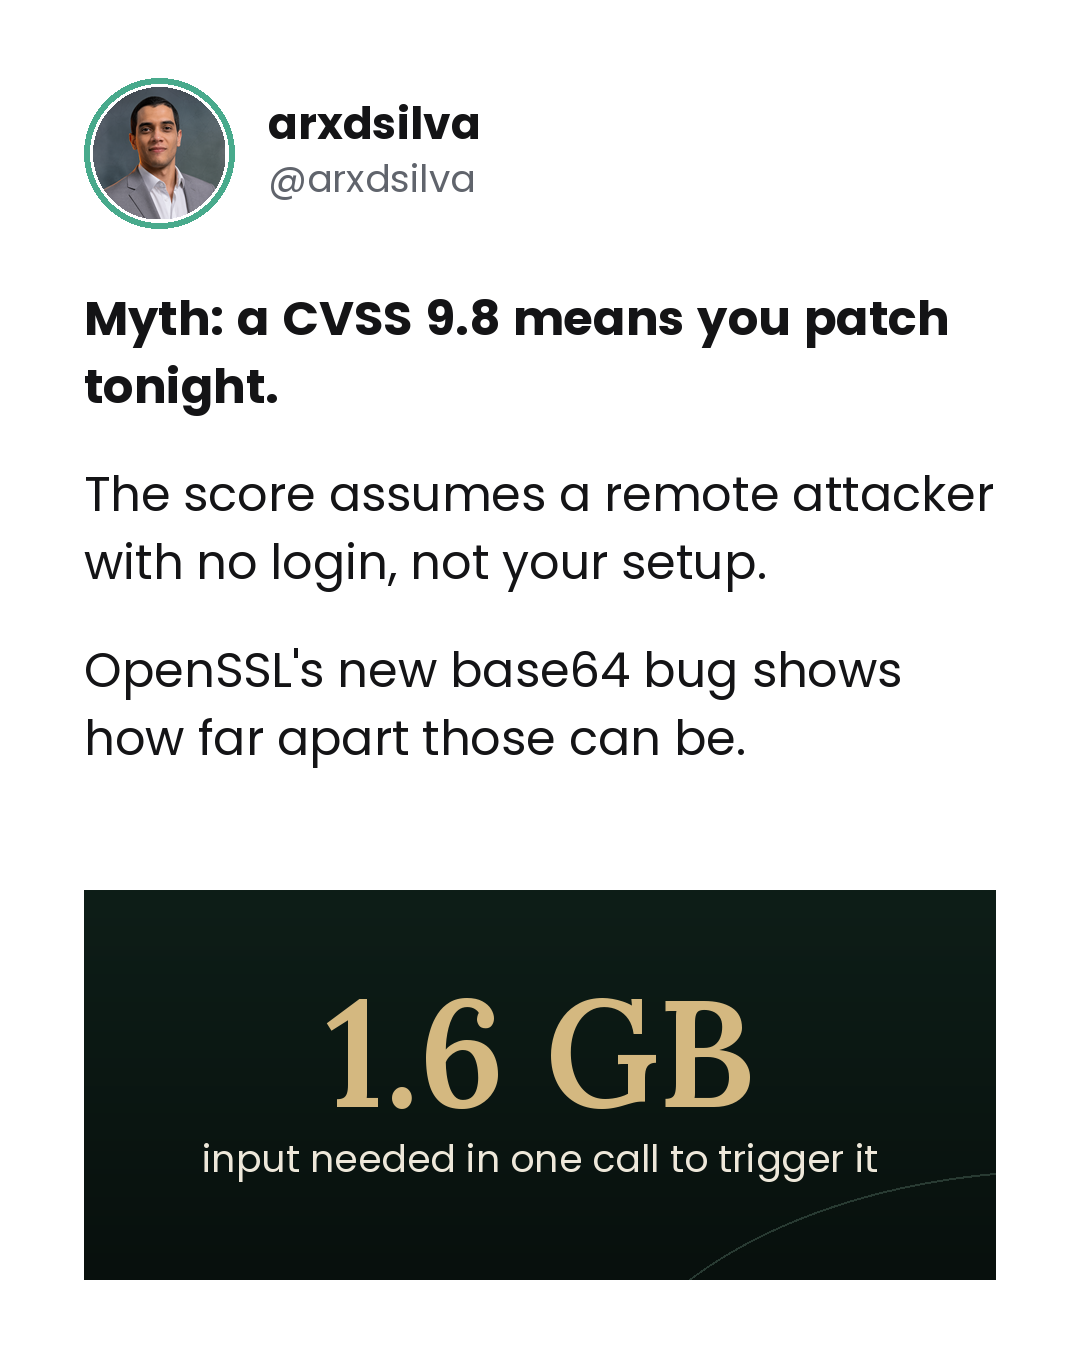 arxdsilva
@arxdsilva
Myth: a CVSS 9.8 means you patch
tonight.
The score assumes a remote attacker
with no login, not your setup.
OpenSSL's new base64 bug shows
how far apart those can be.
1.6 GB
input needed in one call to trigger it